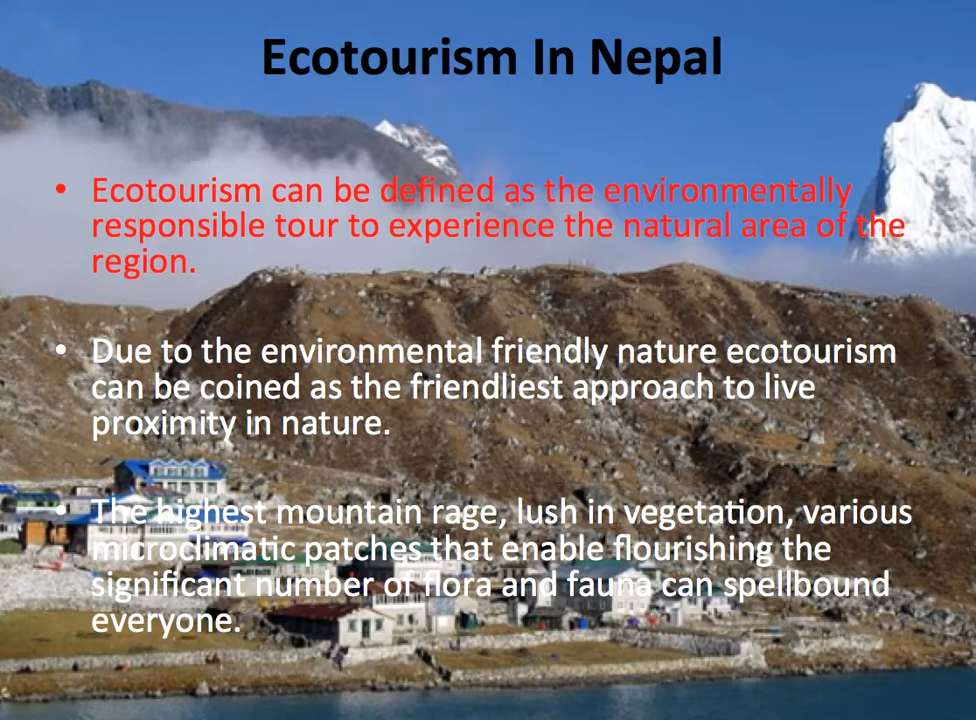 Ecotourism In Nepal
• Ecotourism can be defined as the environmentally
responsible tour to experience the natural area of the
region.
• Due to the environmental friendly nature ecotourism
can be coined as the friendliest approach to live
proximity in nature.
• The highest mountain rage, lush in vegetation, various
microclimatic patches that enable flourishing the
significant number of flora and fauna can spellbound
everyone.